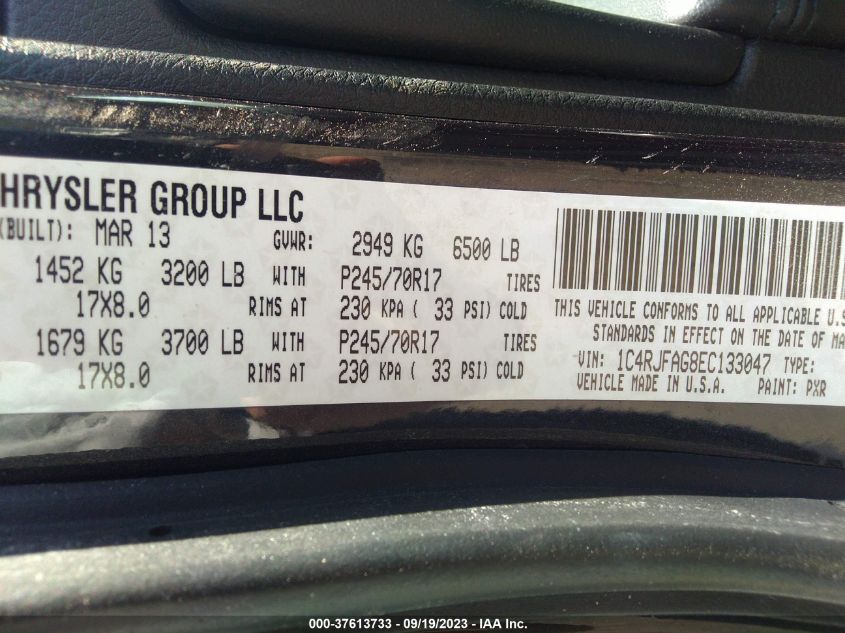 HRYSLER GROUP LLC
(BUILT): MAR 13 GVWR: 2949 KG 6500 LB
1452 KG 3200 LB WITH P245/70R17 TIRES
17X8.0 RIMS AT 230 KPA ( 33 PSI) COLD
1679 KG 3700 LB WITH P245/70R17 TIRES
17X8.0 RIMS AT 230 KPA ( 33 PSI) COLD
THIS VEHICLE CONFORMS TO ALL APPLICABLE U.S
STANDARDS IN EFFECT ON THE DATE OF MA
VIN: 1C4RJFAG8EC133047 TYPE:
VEHICLE MADE IN U.S.A. PAINT: PXR
000-37613733 - 09/19/2023 - IAA Inc.